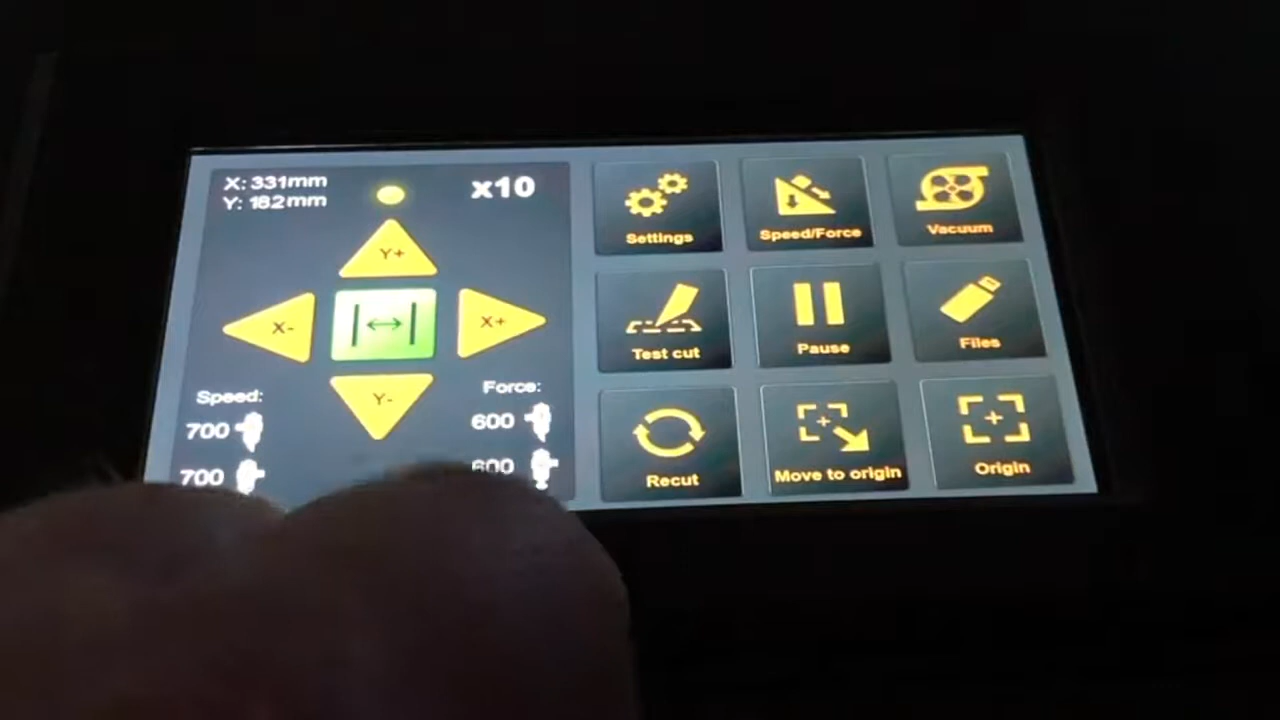 X: 331mm
Y: 182mm
x10
Y+
X-
X+
Y-
Speed:
700
700
Force:
600
600
Settings
Speed/Force
Vacuum
Test cut
Pause
Files
Recut
Move to origin
Origin